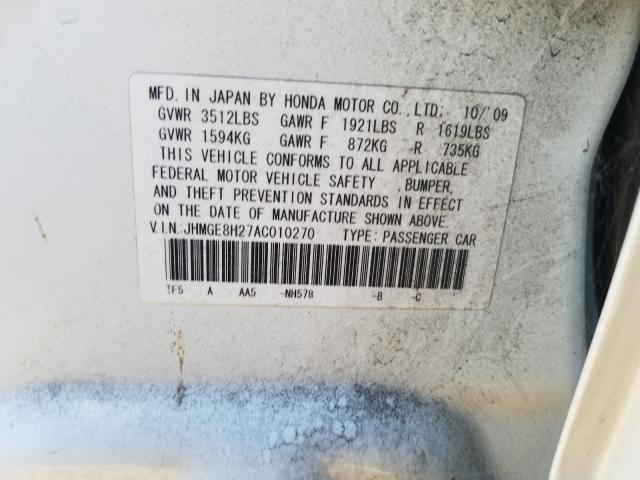 MFD. IN JAPAN BY HONDA MOTOR CO., LTD. 10/'09
GVWR 3512LBS GAWR F 1921LBS R 1619LBS
GVWR 1594KG GAWR F 872KG R 735KG
THIS VEHICLE CONFORMS TO ALL APPLICABLE
FEDERAL MOTOR VEHICLE SAFETY ,BUMPER,
AND THEFT PREVENTION STANDARDS IN EFFECT
ON THE DATE OF MANUFACTURE SHOWN ABOVE.
V.I.N.:JHMGE8H27AC010270 TYPE: PASSENGER CAR
TF5 A AA5 -NH578 -B -C